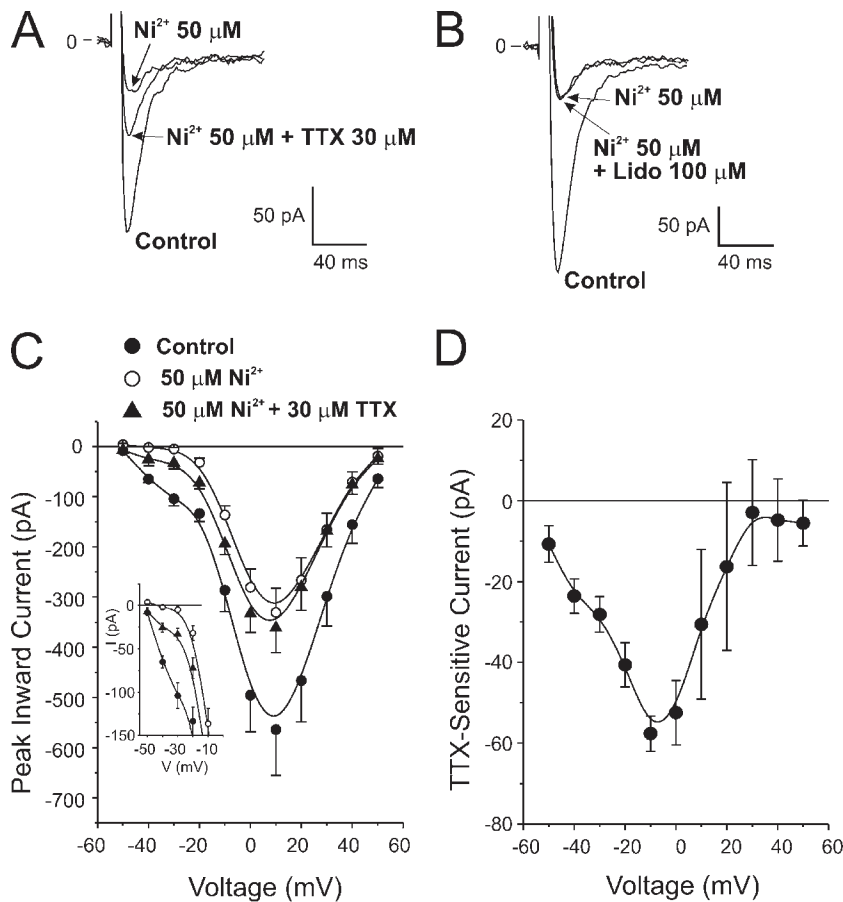 A
0
Ni²⁺ 50 μM
Ni²⁺ 50 μM + TTX 30 μM
50 pA
40 ms
Control
B
0
Ni²⁺ 50 μM
Ni²⁺ 50 μM
+ Lido 100 μM
50 pA
40 ms
Control
C
Control
50 μM Ni²⁺
50 μM Ni²⁺ + 30 μM TTX
Peak Inward Current (pA)
0
-100
-200
-300
-400
-500
-600
-700
-60 -40 -20 0 20 40 60
Voltage (mV)
I (pA)
0
-50
-100
-150
-50 -30 -10
V (mV)
D
TTX-Sensitive Current (pA)
20
0
-20
-40
-60
-80
-60 -40 -20 0 20 40 60
Voltage (mV)